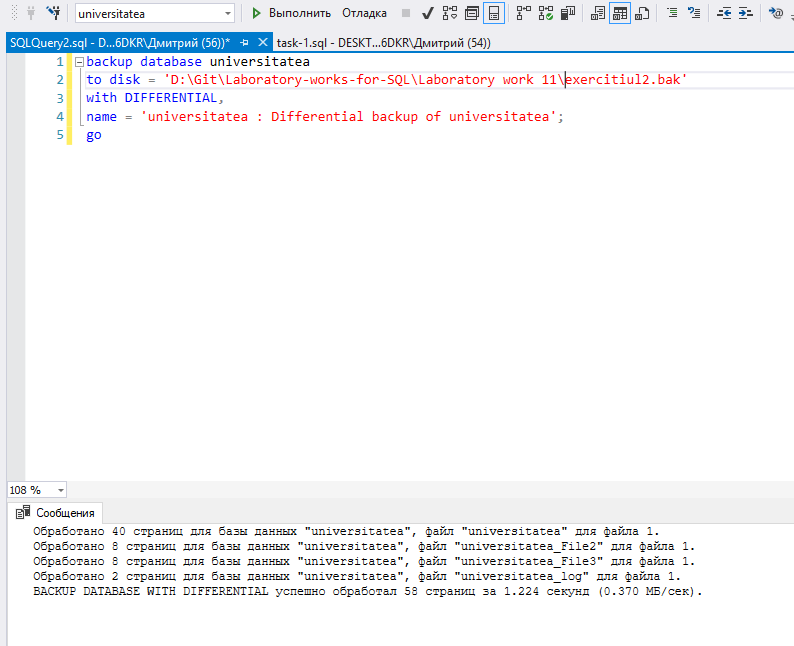 universitatea
Выполнить
Отладка
SQLQuery2.sql - D...6DKR\Дмитрий (56))*
task-1.sql - DESKT...6DKR\Дмитрий (54))
1 backup database universitatea
2 to disk = 'D:\Git\Laboratory-works-for-SQL\Laboratory work 11\exercitiul2.bak'
3 with DIFFERENTIAL,
4 name = 'universitatea : Differential backup of universitatea';
5 go
108 %
Сообщения
Обработано 40 страниц для базы данных "universitatea", файл "universitatea" для файла 1.
Обработано 8 страниц для базы данных "universitatea", файл "universitatea_File2" для файла 1.
Обработано 8 страниц для базы данных "universitatea", файл "universitatea_File3" для файла 1.
Обработано 2 страниц для базы данных "universitatea", файл "universitatea_log" для файла 1.
BACKUP DATABASE WITH DIFFERENTIAL успешно обработал 58 страниц за 1.224 секунд (0.370 МБ/сек).